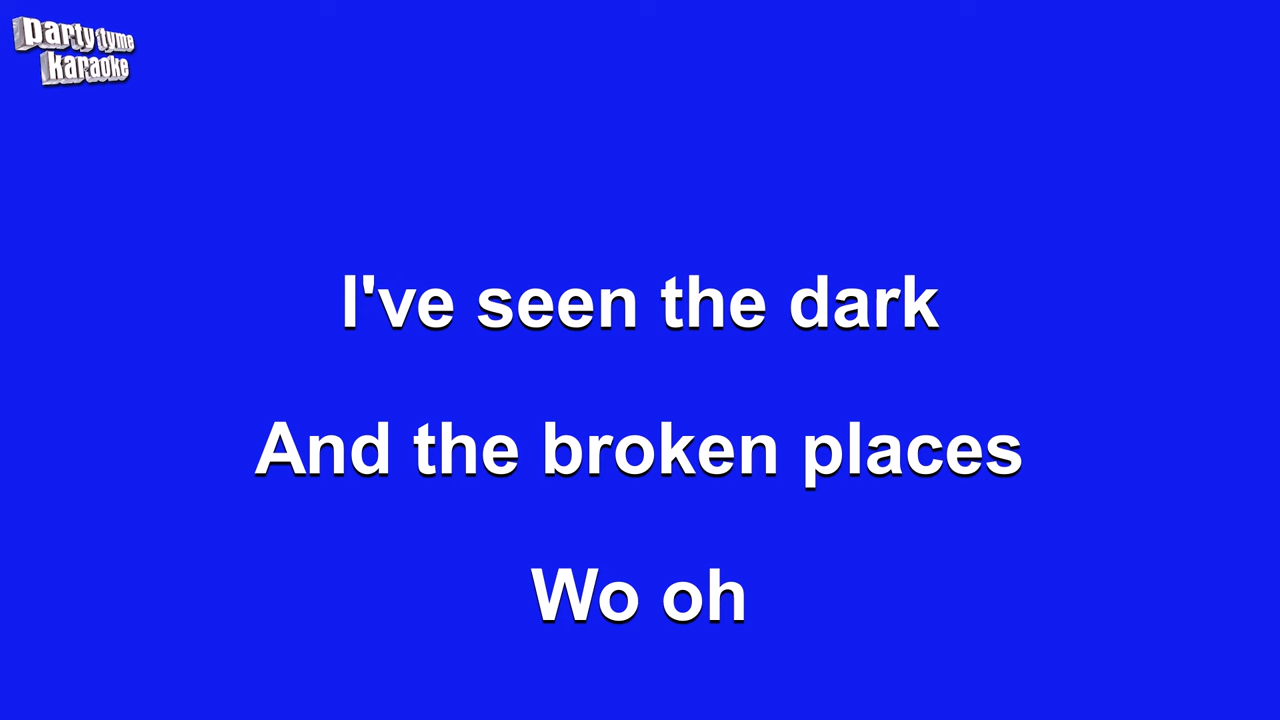 party tyme
karaoke
I've seen the dark
And the broken places
Wo oh